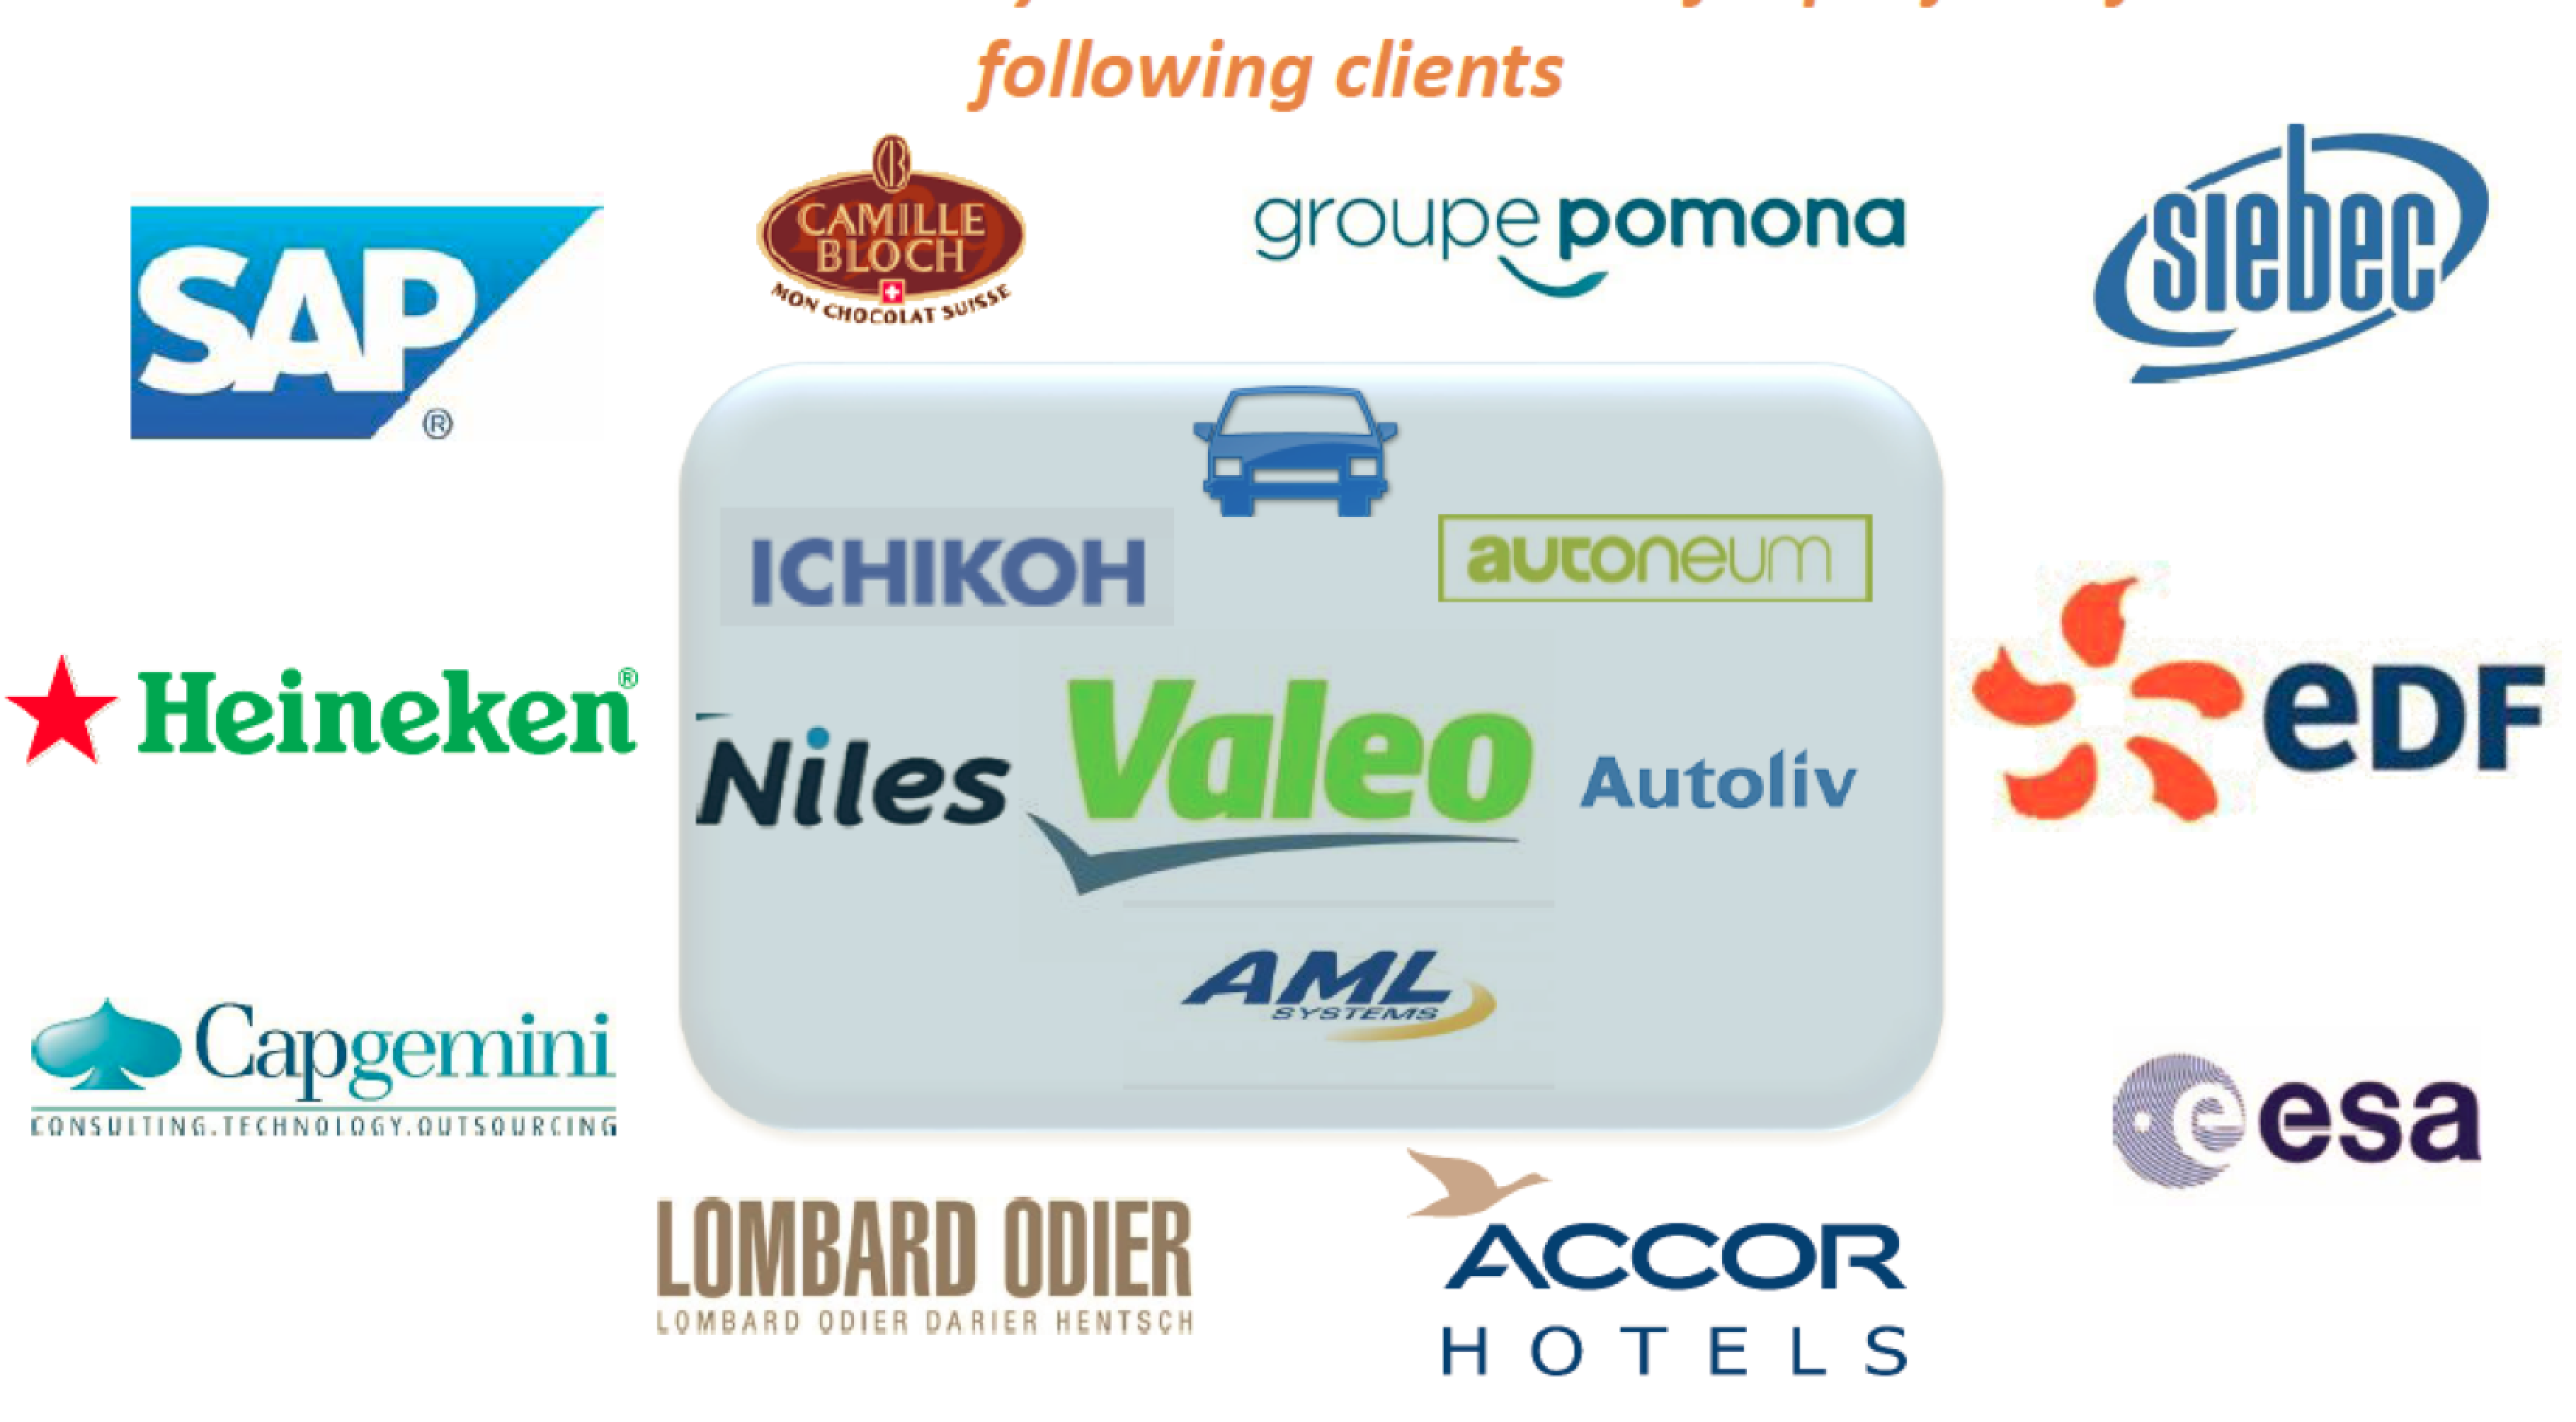 following clients
SAP
®
CAMILLE
BLOCH
MON CHOCOLAT SUISSE
groupe pomona
siebec
ICHIKOH
autoneum
Heineken®
Niles
Valeo
Autoliv
eDF
AML
SYSTEMS
Capgemini
CONSULTING.TECHNOLOGY.OUTSOURCING
esa
LOMBARD ODIER
LOMBARD ODIER DARIER HENTSCH
ACCOR
HOTELS